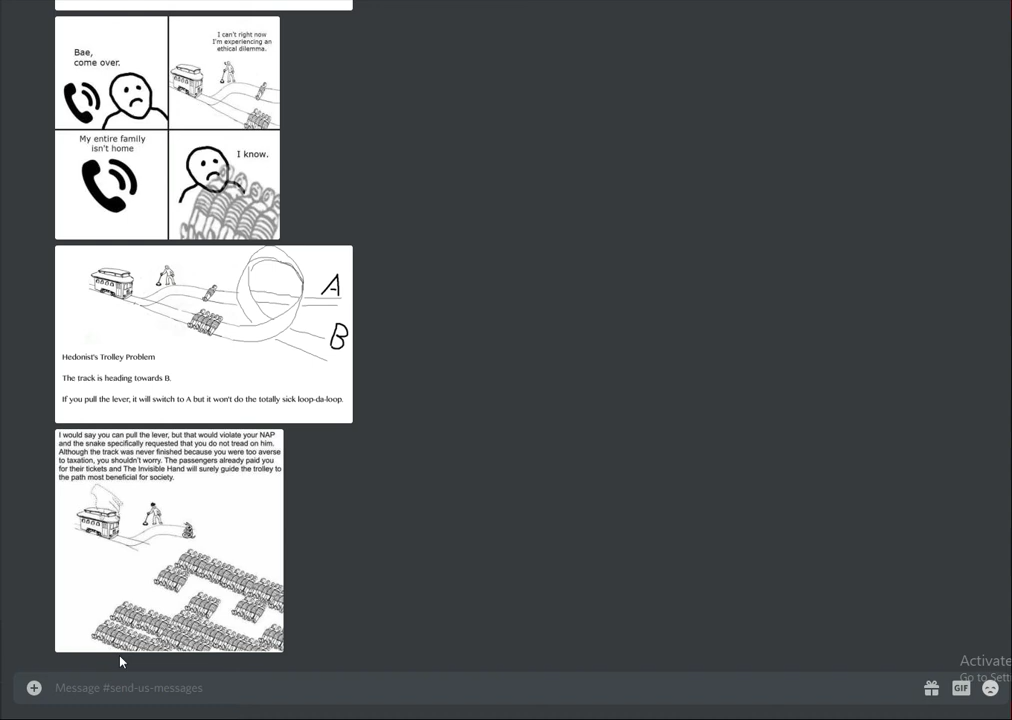 Bae,
come over.
I can't right now
I'm experiencing an
ethical dilemma.
My entire family
isn't home
I know.
A
B
Hedonist's Trolley Problem
The track is heading towards B.
If you pull the lever, it will switch to A but it won't do the totally sick loop-da-loop.
I would say you can pull the lever, but that would violate your NAP
and the snake specifically requested that you do not tread on him.
Although the track was never finished because you were too averse
to taxation, you shouldn't worry. The passengers already paid you
for their tickets and The Invisible Hand will surely guide the trolley to
the path most beneficial for society.
Activate
Go to Sett
Message #send-us-messages
GIF